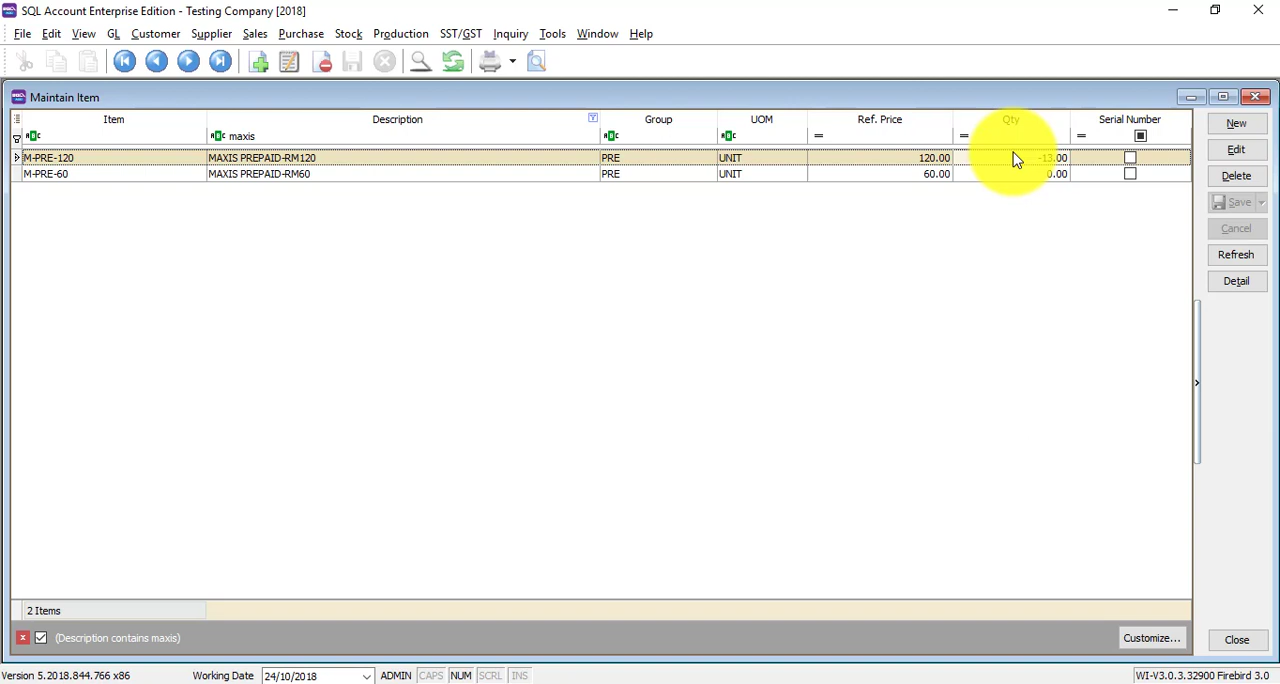 SQL Account Enterprise Edition - Testing Company [2018]
File Edit View GL Customer Supplier Sales Purchase Stock Production SST/GST Inquiry Tools Window Help
Maintain Item
Item Description Group UOM Ref. Price Qty Serial Number
maxis
M-PRE-120 MAXIS PREPAID-RM120 PRE UNIT 120.00 -13.00
M-PRE-60 MAXIS PREPAID-RM60 PRE UNIT 60.00 0.00
New
Edit
Delete
Save
Cancel
Refresh
Detail
2 Items
(Description contains maxis)
Customize...
Close
Version 5.2018.844.766 x86 Working Date 24/10/2018 ADMIN CAPS NUM SCRL INS WI-V3.0.3.32900 Firebird 3.0